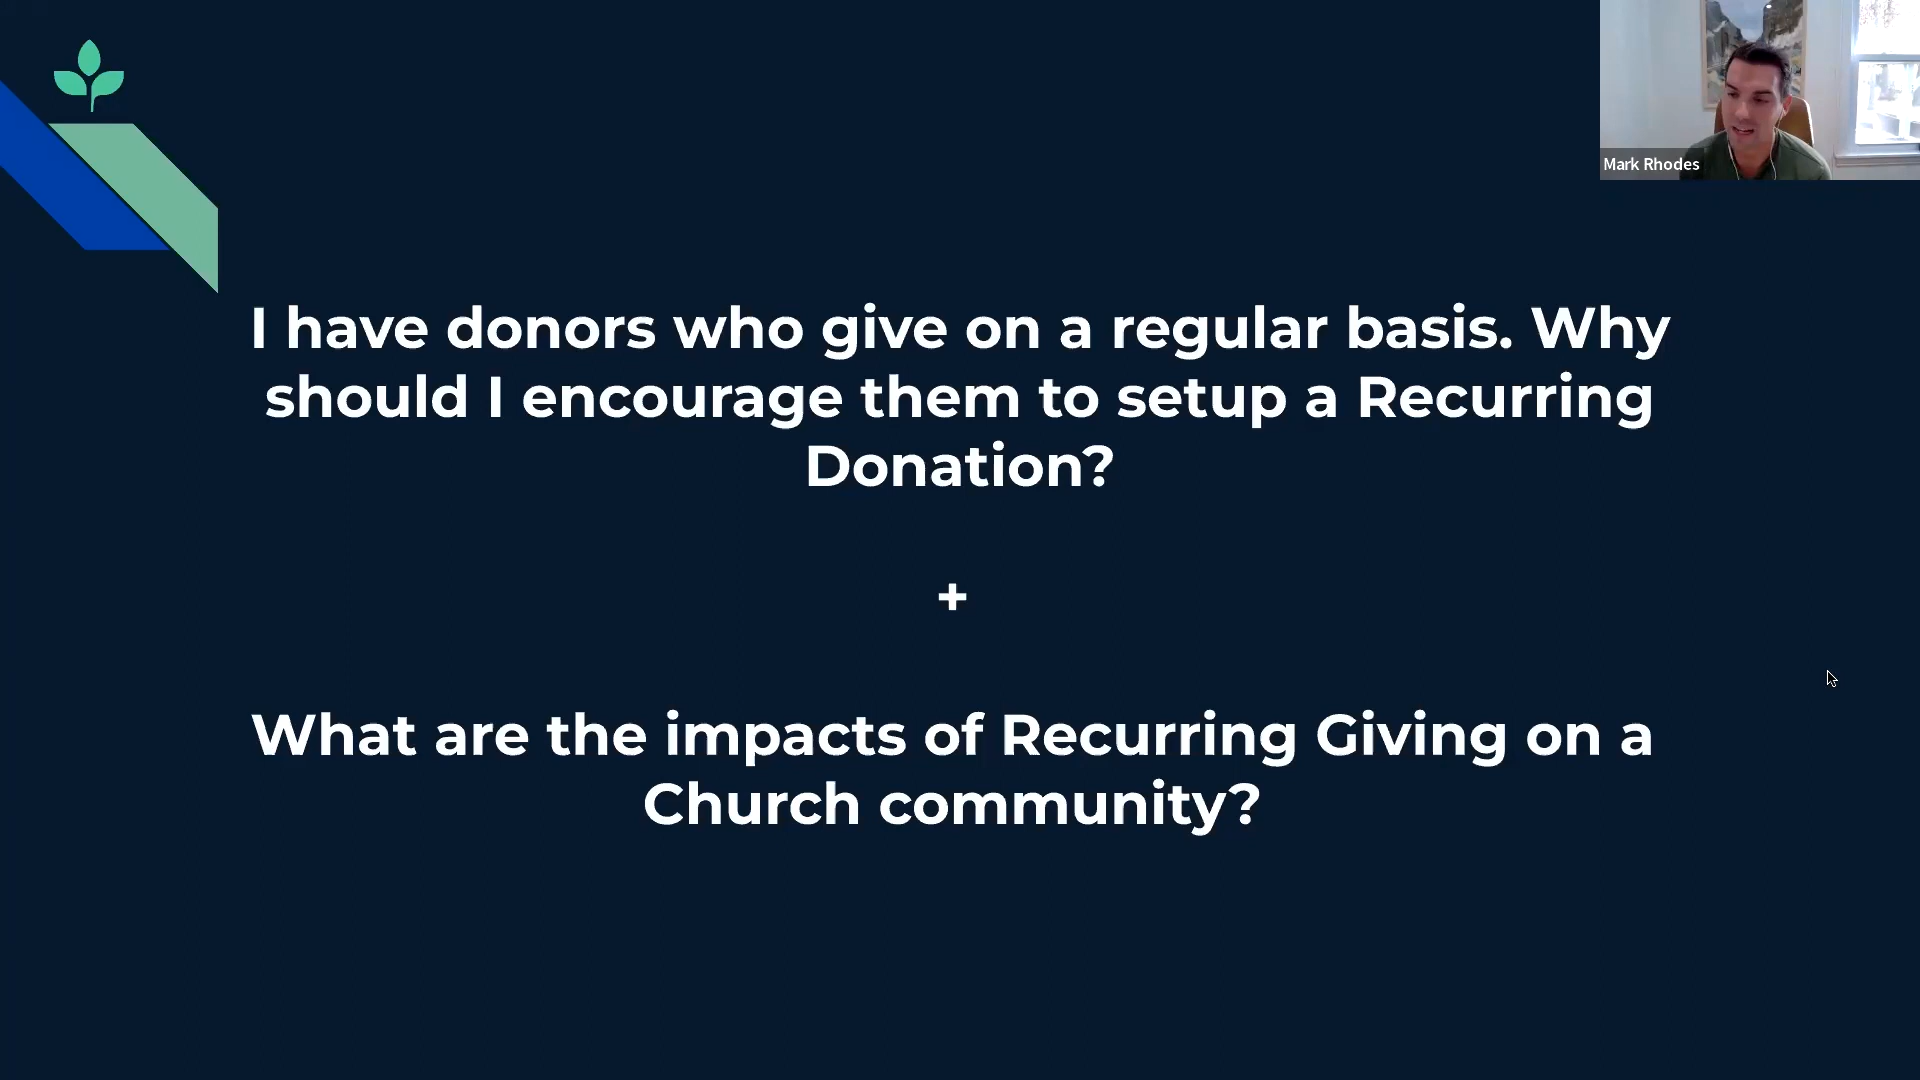 Mark Rhodes
I have donors who give on a regular basis. Why
should I encourage them to setup a Recurring
Donation?
+
What are the impacts of Recurring Giving on a
Church community?